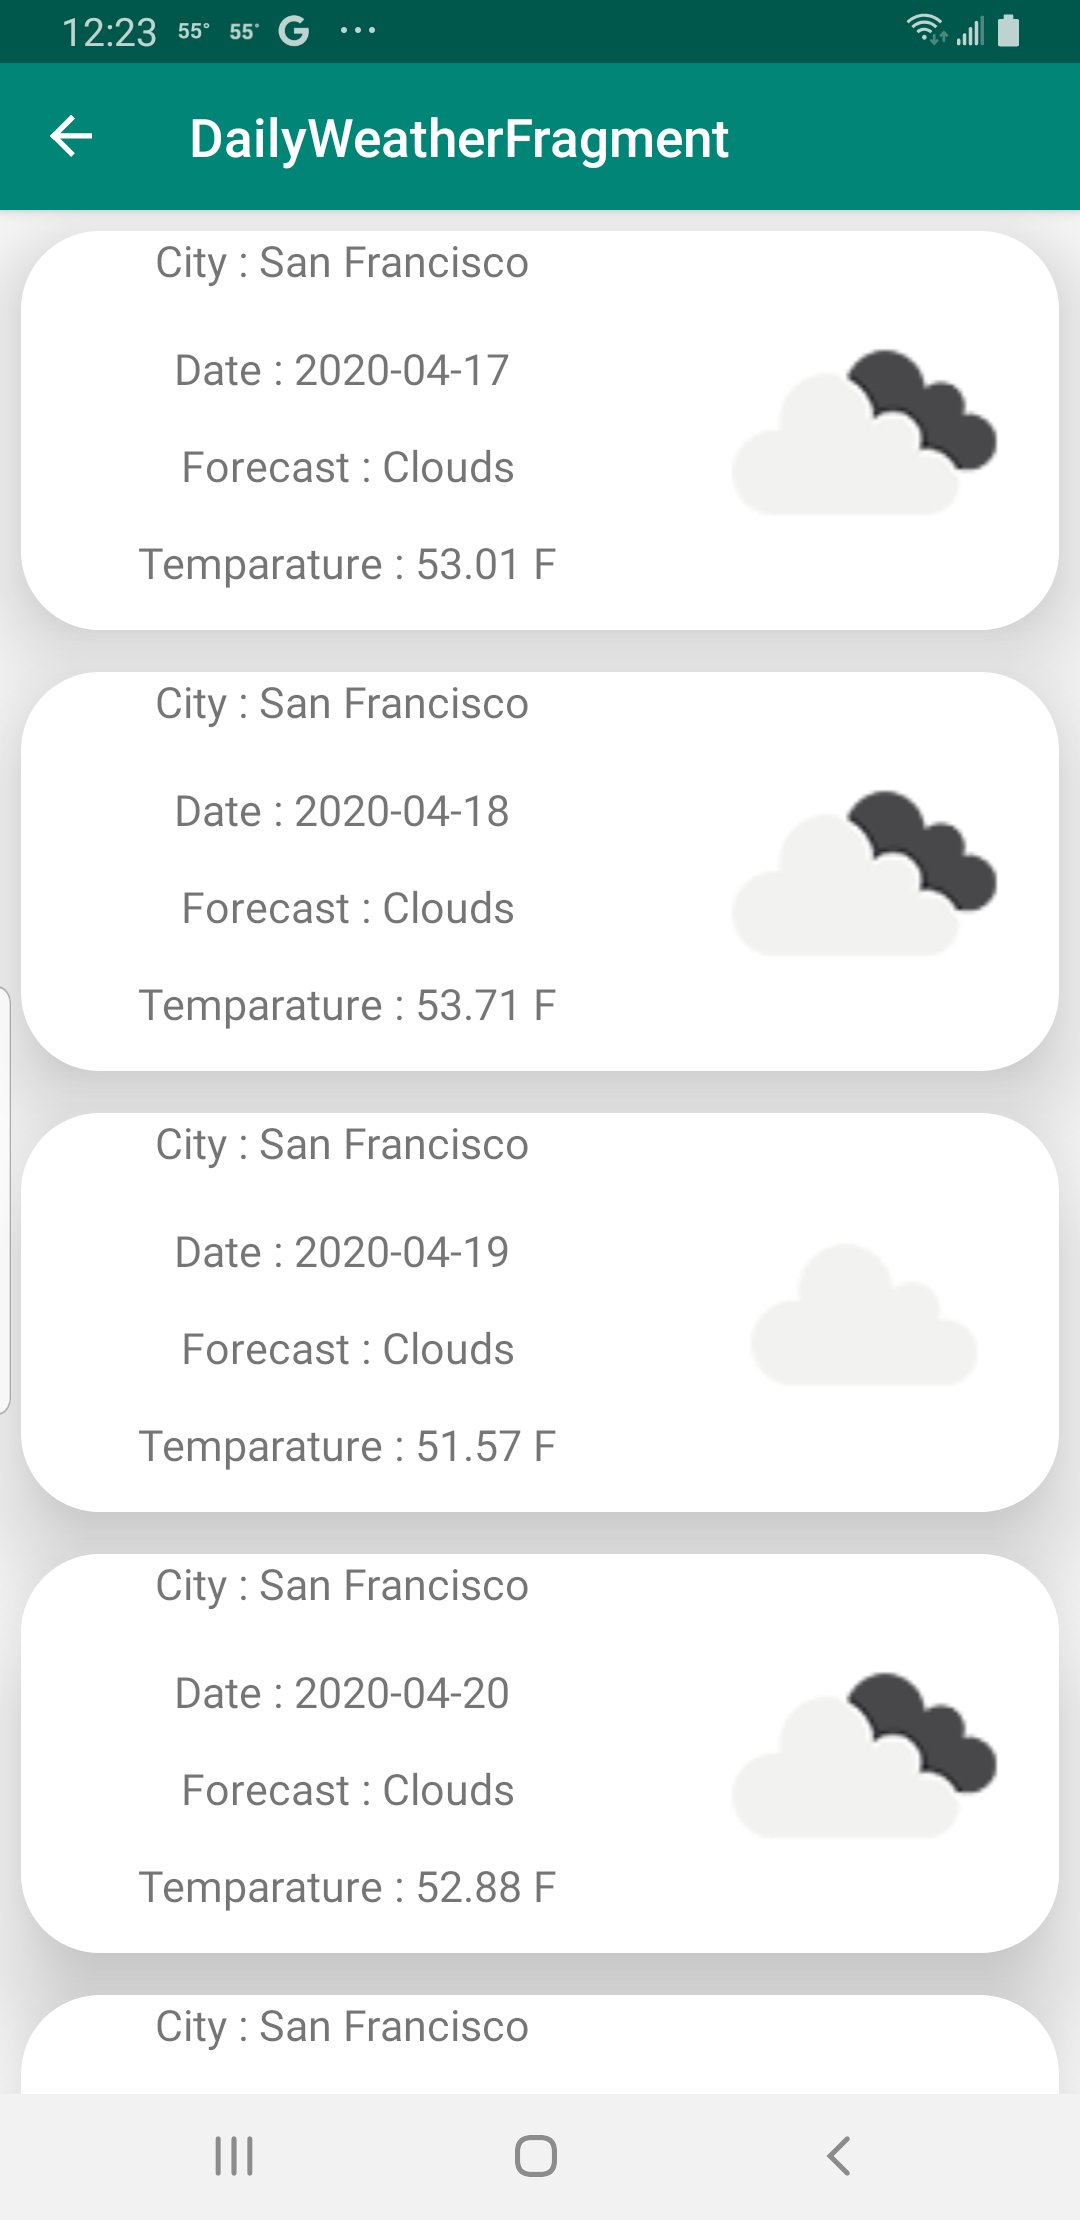 12:23 55° 55° G ...
DailyWeatherFragment
City : San Francisco
Date : 2020-04-17
Forecast : Clouds
Temparature : 53.01 F
City : San Francisco
Date : 2020-04-18
Forecast : Clouds
Temparature : 53.71 F
City : San Francisco
Date : 2020-04-19
Forecast : Clouds
Temparature : 51.57 F
City : San Francisco
Date : 2020-04-20
Forecast : Clouds
Temparature : 52.88 F
City : San Francisco